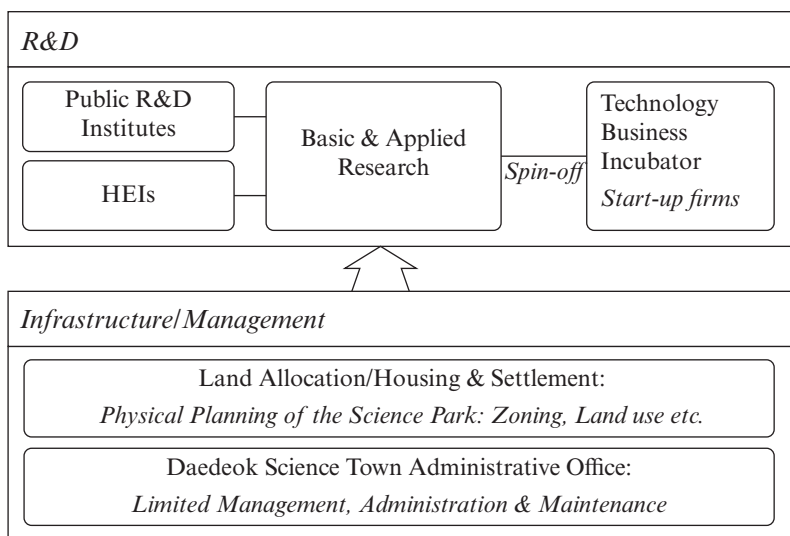 R&D
Public R&D
Institutes
HEIs
Basic & Applied
Research
Spin-off
Technology
Business
Incubator
Start-up firms
Infrastructure/Management
Land Allocation/Housing & Settlement:
Physical Planning of the Science Park: Zoning, Land use etc.
Daedeok Science Town Administrative Office:
Limited Management, Administration & Maintenance